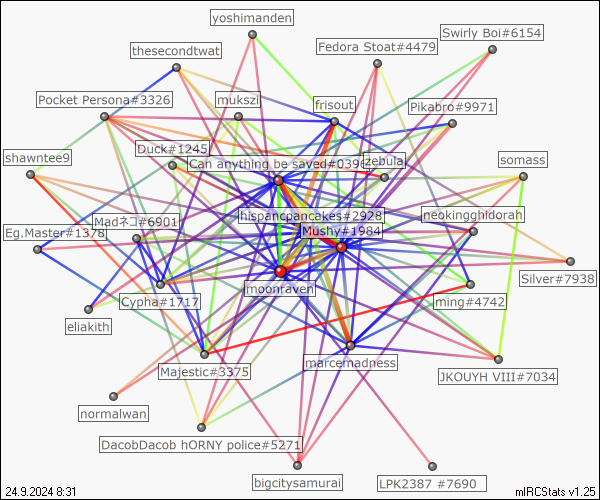 yoshimanden
Swirly Boi#6154
Fedora Stoat#4479
thesecondtwat
Pocket Persona#3326
mukszi
frisout
Pikabro#9971
Duck#1245
shawntee9
Can anything be saved#0396
zebula
somass
hispancpancakes#2928
neokingghidorah
Madネコ#6901
Eg.Master#1378
Mushy#1984
Silver#7938
moonraven
Cypha#1717
ming#4742
eliakith
marcemadness
Majestic#3375
JKOUYH VIII#7034
normalwan
DacobDacob hORNY police#5271
bigcitysamurai
LPK2387 #7690
24.9.2024 8:31
mIRCStats v1.25